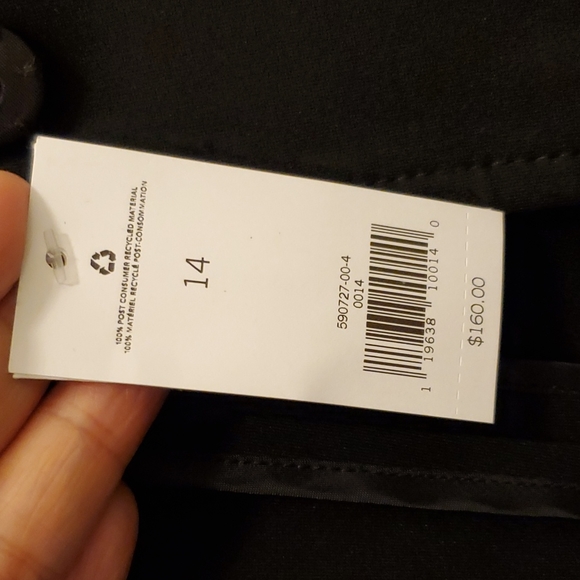 100% POST CONSUMER RECYCLED MATERIAL
100% MATÉRIEL RECYCLÉ POST-CONSOMMATION
14
590727-00-4
0014
1 19638 10014 0
$160.00